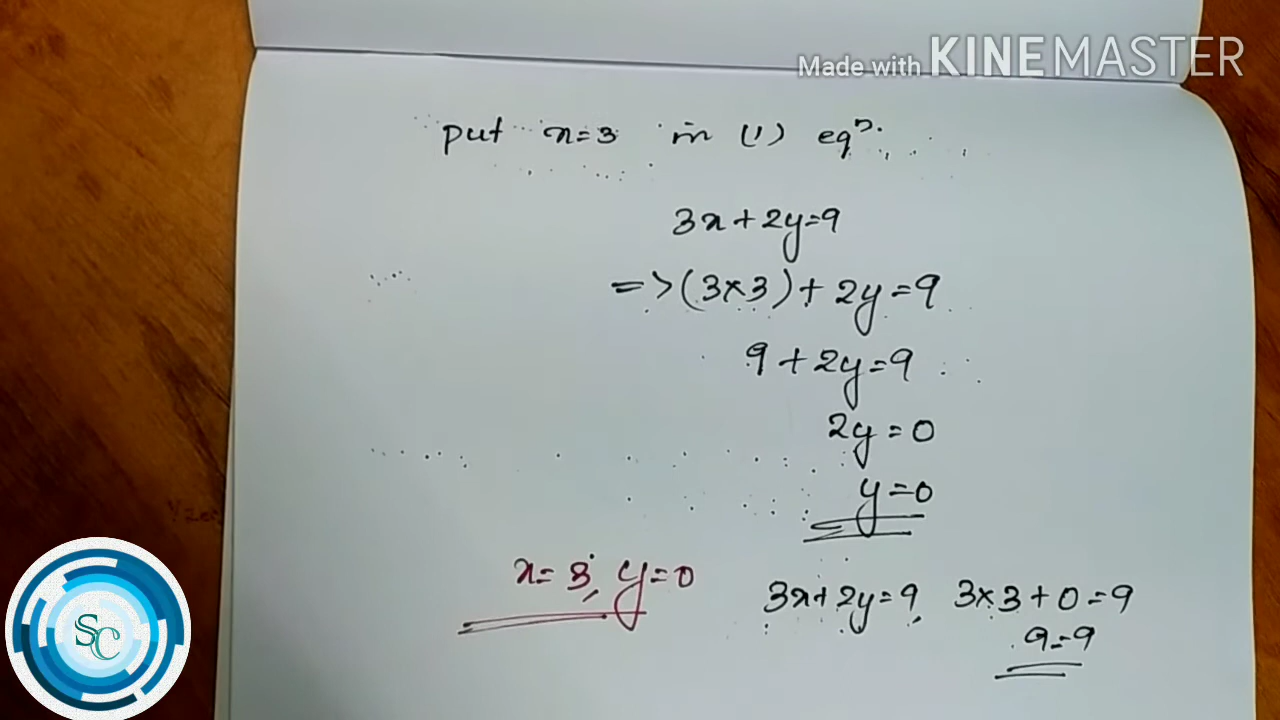 Made with KINEMASTER
put x=3 in (1) eqn.
3x+2y=9
=>(3×3)+2y=9
9+2y=9
2y=0
y=0
x=3, y=0
3x+2y=9, 3×3+0=9
9=9
SC